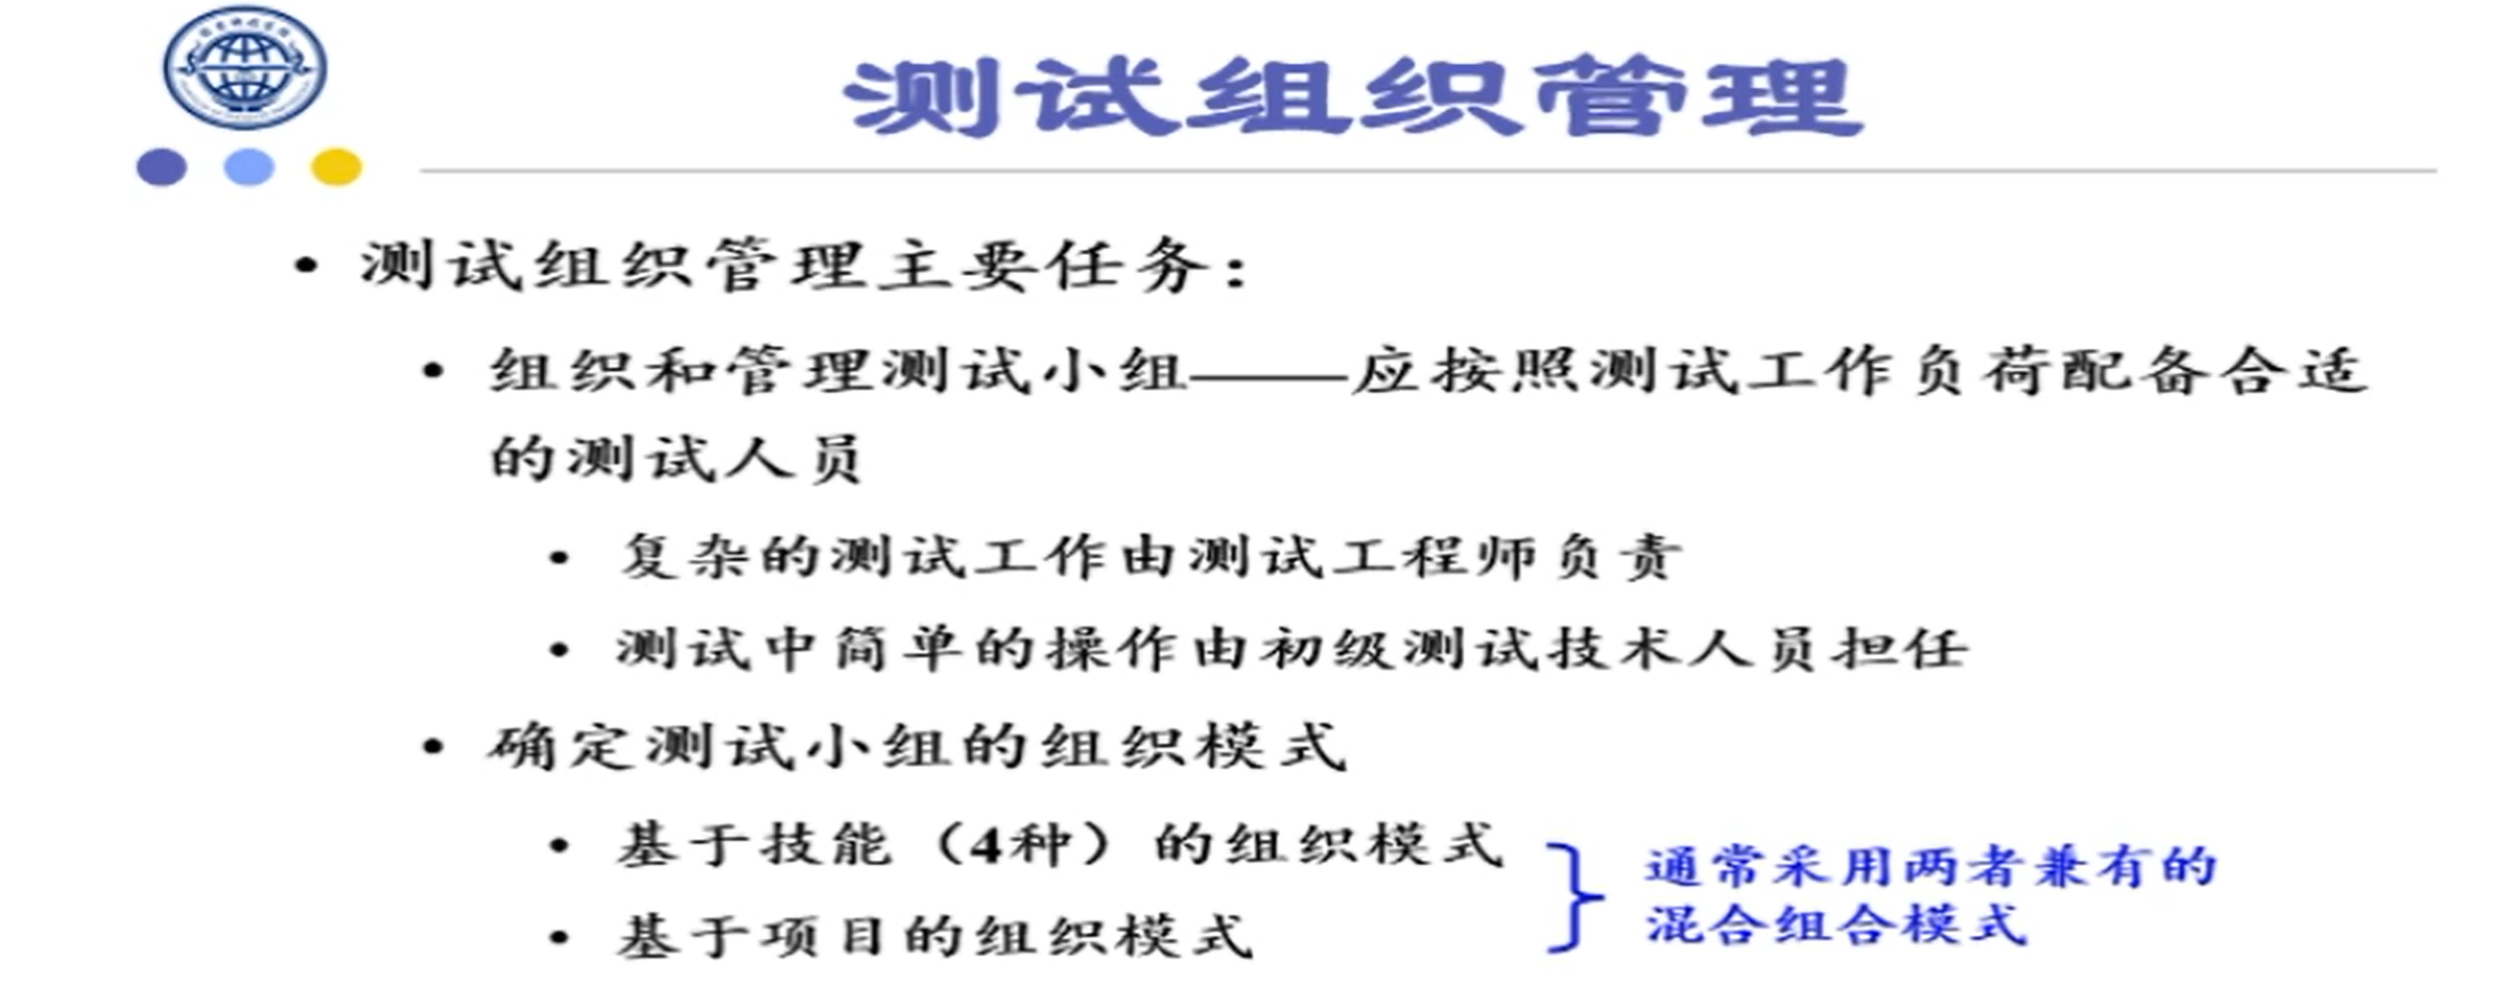 测试组织管理
• 测试组织管理主要任务：
• 组织和管理测试小组——应按照测试工作负荷配备合适
的测试人员
• 复杂的测试工作由测试工程师负责
• 测试中简单的操作由初级测试技术人员担任
• 确定测试小组的组织模式
• 基于技能（4种）的组织模式
• 基于项目的组织模式
通常采用两者兼有的
混合组合模式